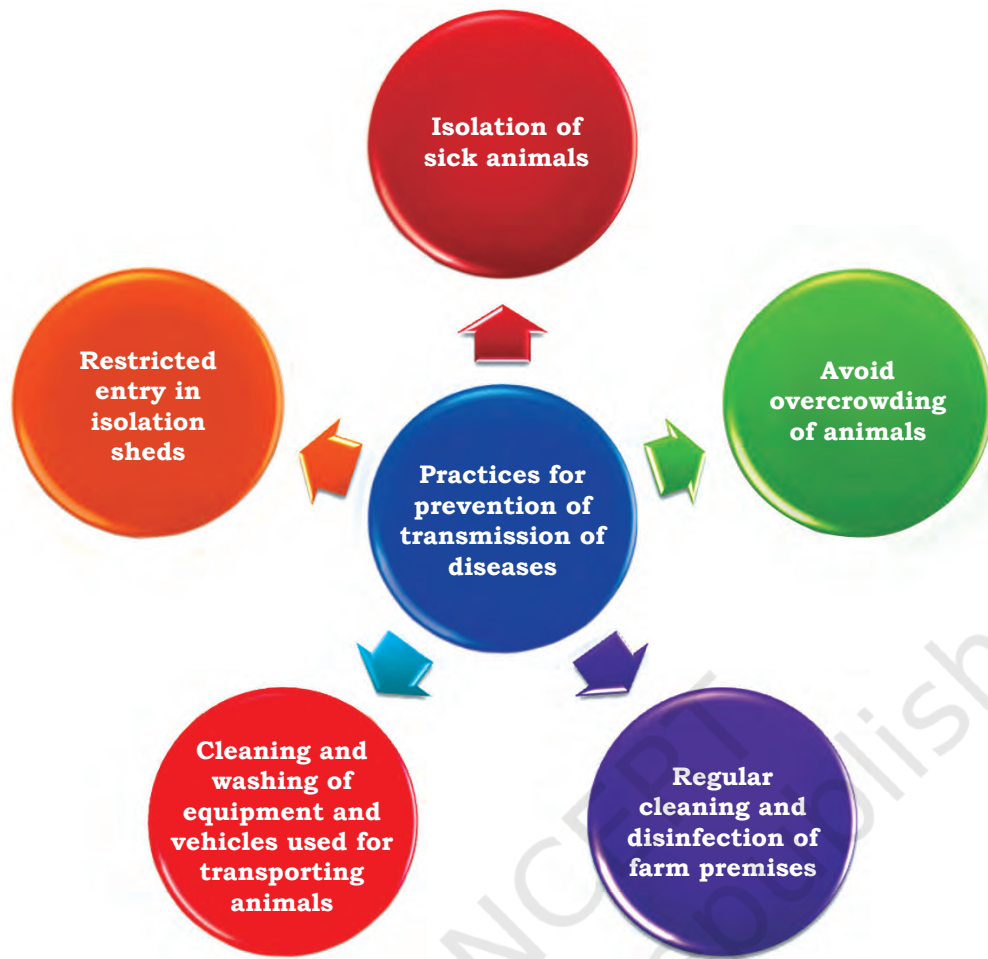 Isolation of
sick animals
Restricted
entry in
isolation
sheds
Avoid
overcrowding
of animals
Practices for
prevention of
transmission of
diseases
Cleaning and
washing of
equipment and
vehicles used for
transporting
animals
Regular
cleaning and
disinfection of
farm premises
NCERT
publish